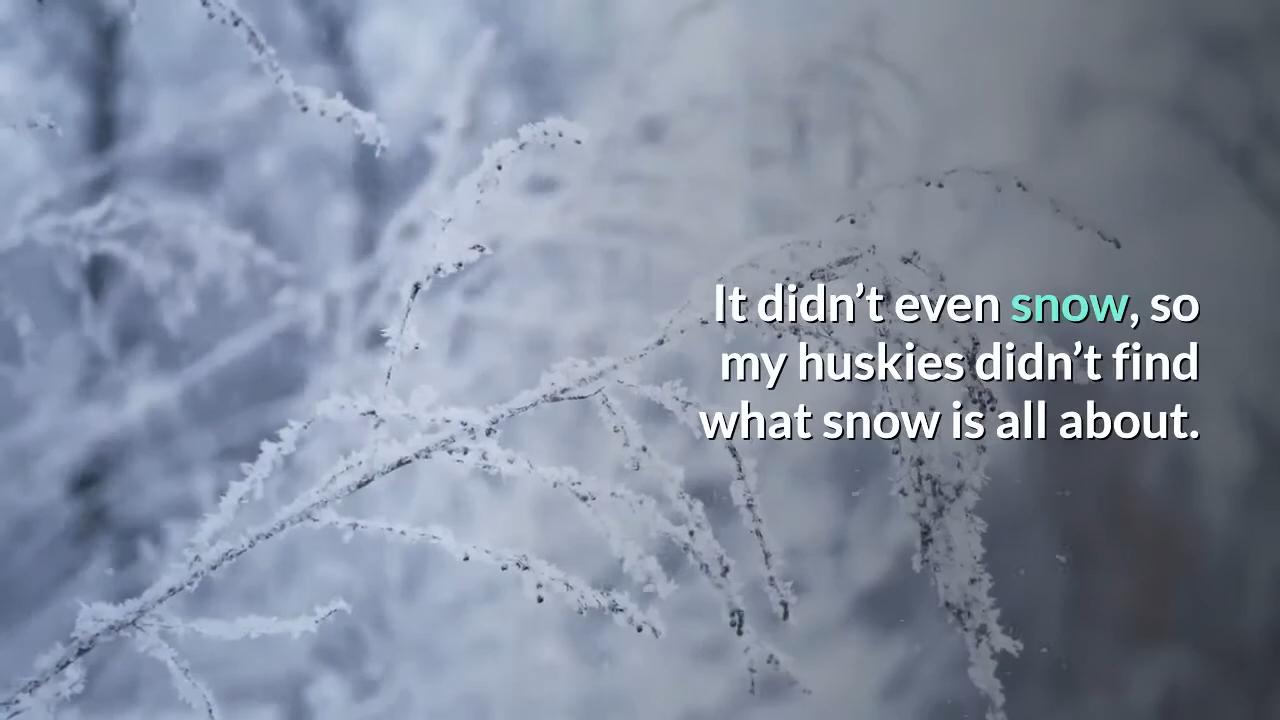 It didn’t even snow, so
my huskies didn’t find
what snow is all about.